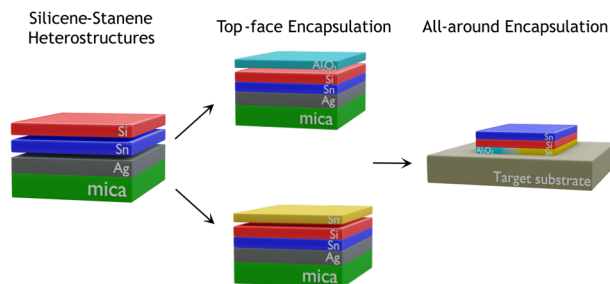 Silicene-Stanene
Heterostructures
Top-face Encapsulation
All-around Encapsulation
Si
Sn
Ag
mica
Al₂O₃
Si
Sn
Ag
mica
Sn
Si
Sn
Ag
mica
Sn
Si
Al₂O₃ Sn
Target substrate